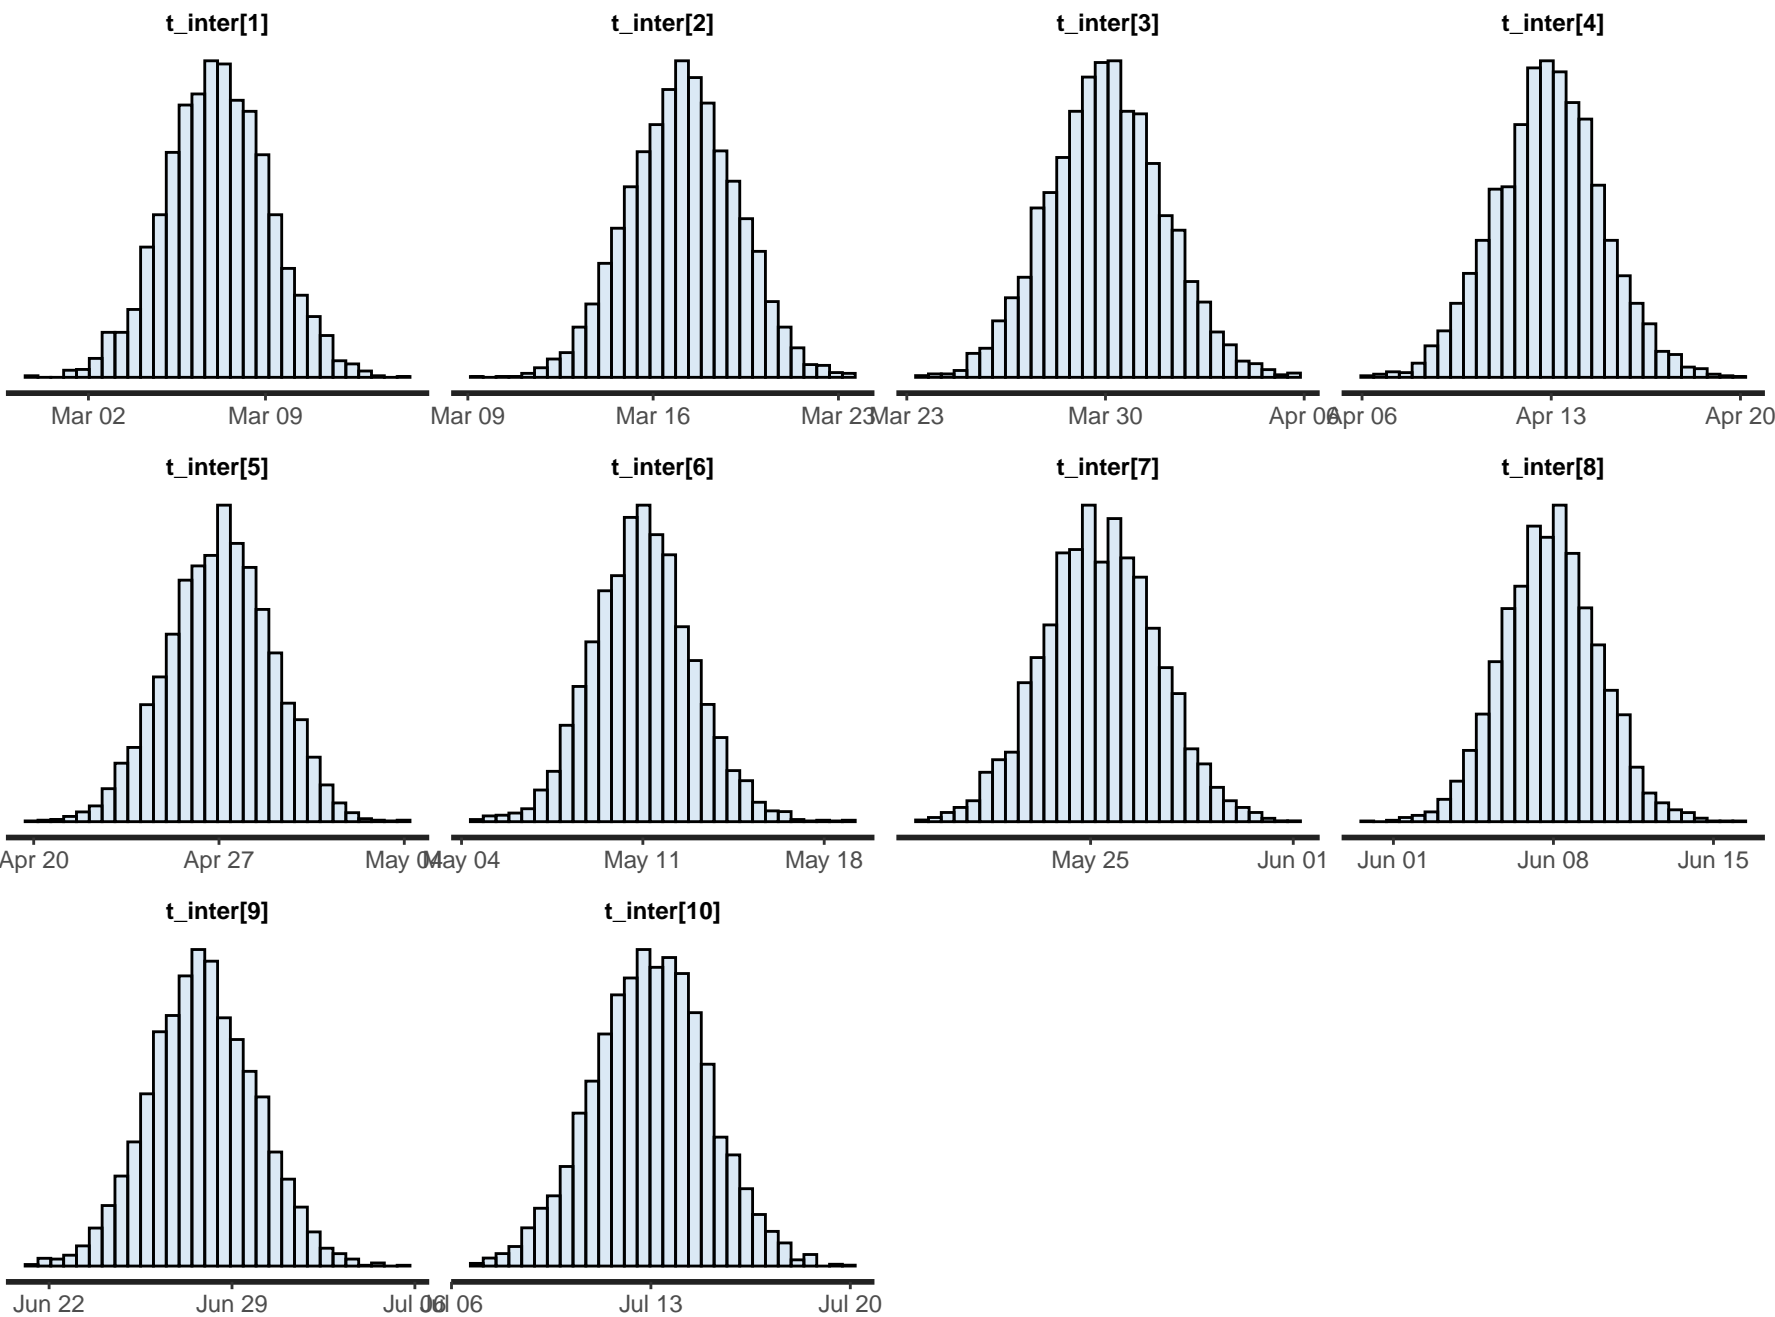 t_inter[1] t_inter[2] t_inter[3] t_inter[4]
Mar 02 Mar 09 Mar 09 Mar 16 Mar 23 Mar 23 Mar 30 Apr 06 Apr 06 Apr 13 Apr 20
t_inter[5] t_inter[6] t_inter[7] t_inter[8]
Apr 20 Apr 27 May 04 May 04 May 11 May 18 May 25 Jun 01 Jun 01 Jun 08 Jun 15
t_inter[9] t_inter[10]
Jun 22 Jun 29 Jul 06 Jul 06 Jul 13 Jul 20